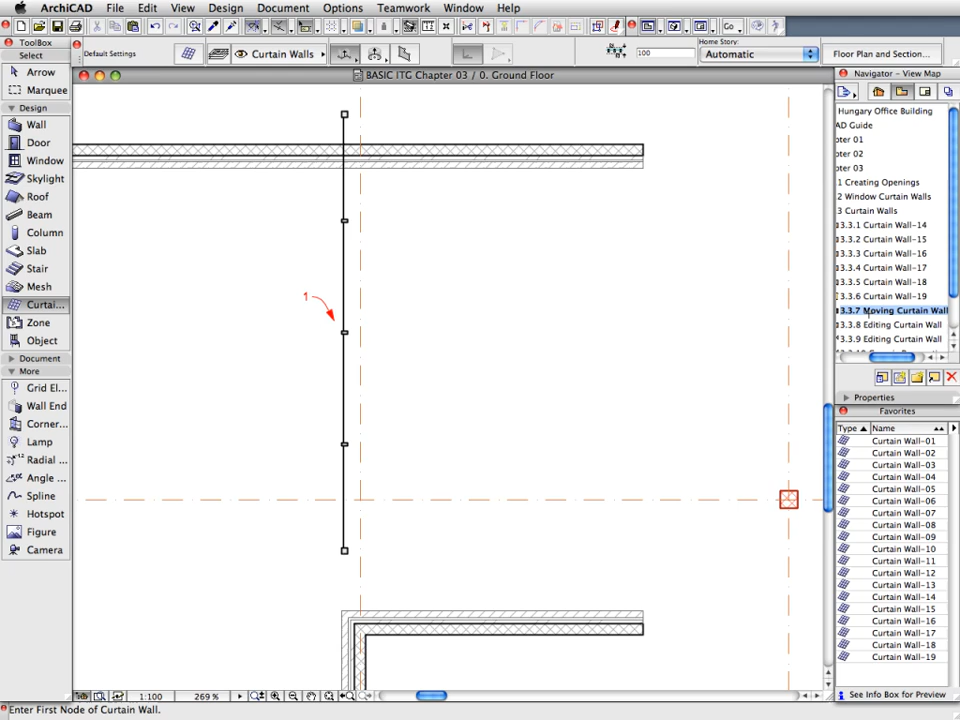 ArchiCAD File Edit View Design Document Options Teamwork Window Help
Go...
ToolBox
Select
Arrow
Marquee
Design
Wall
Door
Window
Skylight
Roof
Beam
Column
Slab
Stair
Mesh
Curtai...
Zone
Object
Document
More
Grid El...
Wall End
Corner...
Lamp
Radial ...
Angle ...
Spline
Hotspot
Figure
Camera
Default Settings
Curtain Walls
100
Home Story:
Automatic
Floor Plan and Section...
BASIC ITG Chapter 03 / 0. Ground Floor
1
1:100
269 %
Enter First Node of Curtain Wall.
Navigator - View Map
Hungary Office Building
AD Guide
oter 01
oter 02
oter 03
1 Creating Openings
2 Window Curtain Walls
3 Curtain Walls
3.3.1 Curtain Wall-14
3.3.2 Curtain Wall-15
3.3.3 Curtain Wall-16
3.3.4 Curtain Wall-17
3.3.5 Curtain Wall-18
3.3.6 Curtain Wall-19
3.3.7 Moving Curtain Wall
3.3.8 Editing Curtain Wall
3.3.9 Editing Curtain Wall
Properties
Favorites
Type Name
Curtain Wall-01
Curtain Wall-02
Curtain Wall-03
Curtain Wall-04
Curtain Wall-05
Curtain Wall-06
Curtain Wall-07
Curtain Wall-08
Curtain Wall-09
Curtain Wall-10
Curtain Wall-11
Curtain Wall-12
Curtain Wall-13
Curtain Wall-14
Curtain Wall-15
Curtain Wall-16
Curtain Wall-17
Curtain Wall-18
Curtain Wall-19
See Info Box for Preview